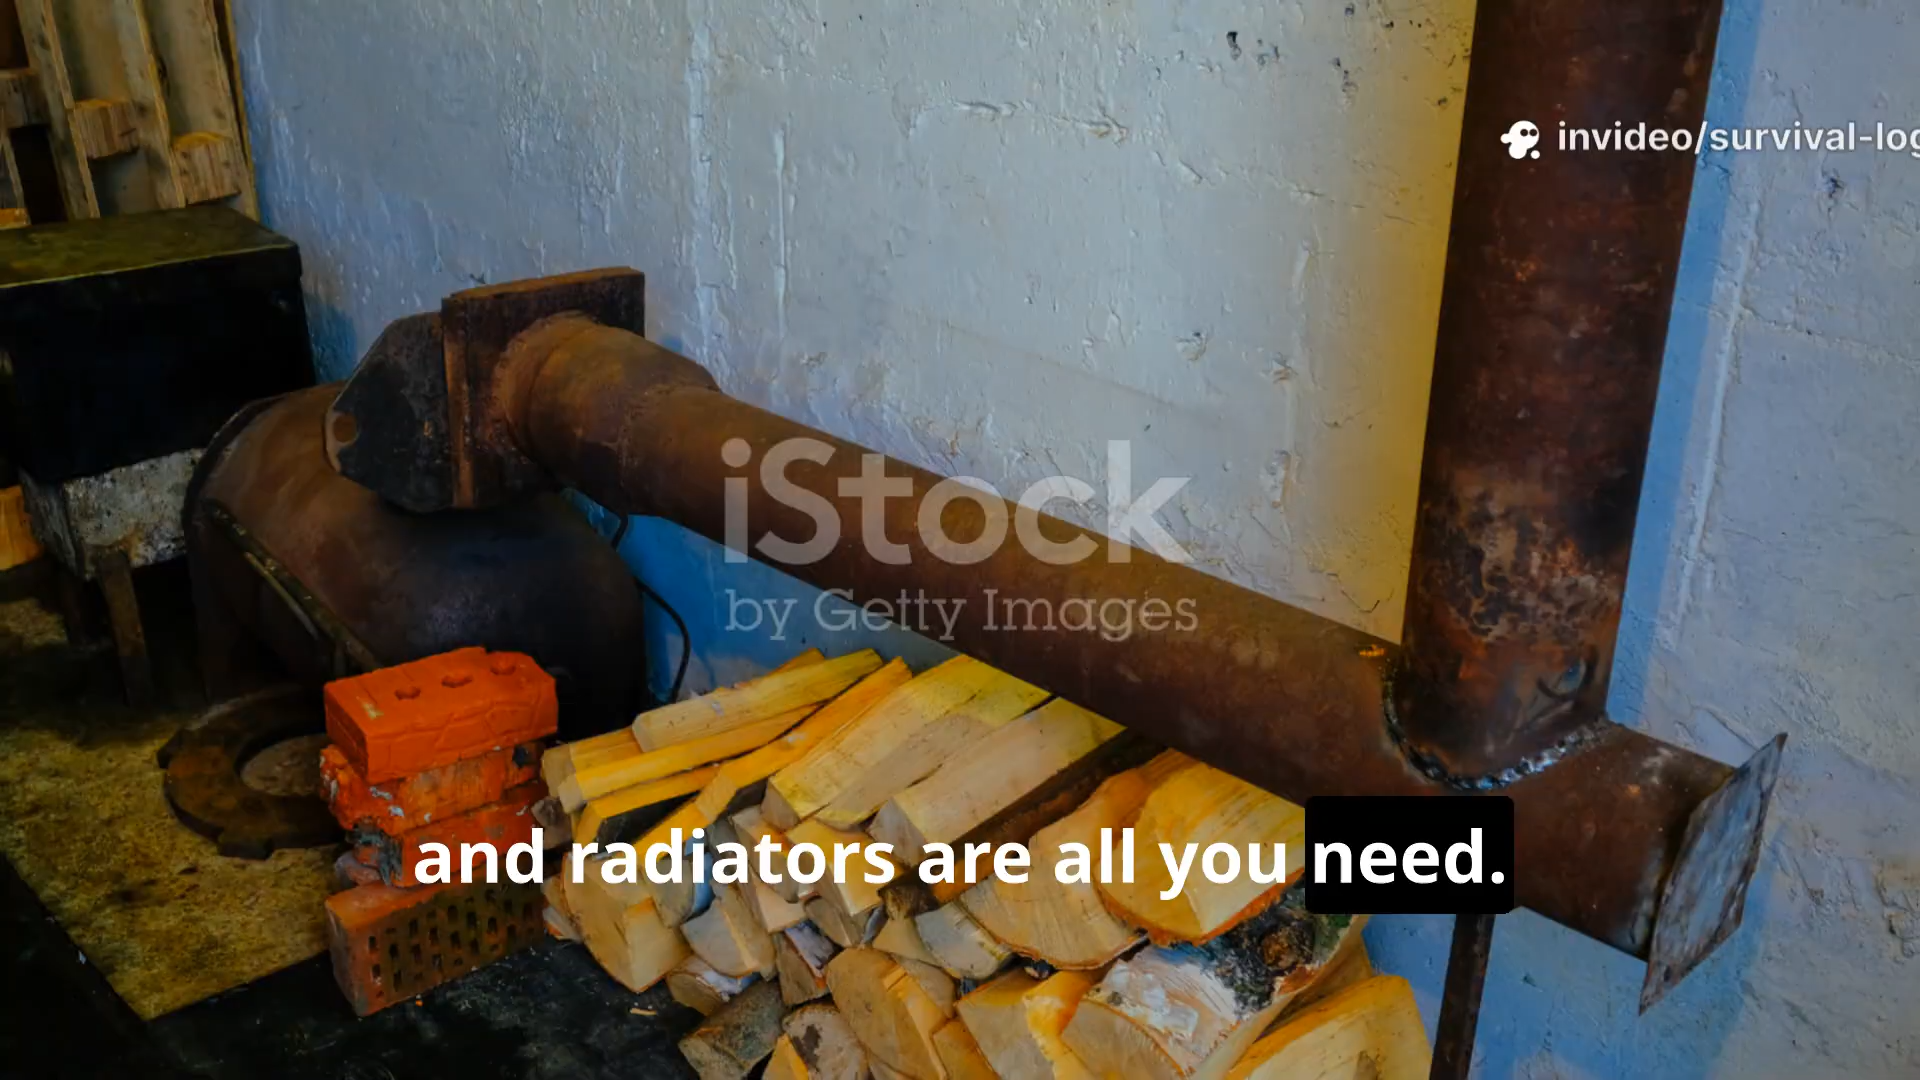 invideo/survival-log
iStock
by Getty Images
and radiators are all you need.